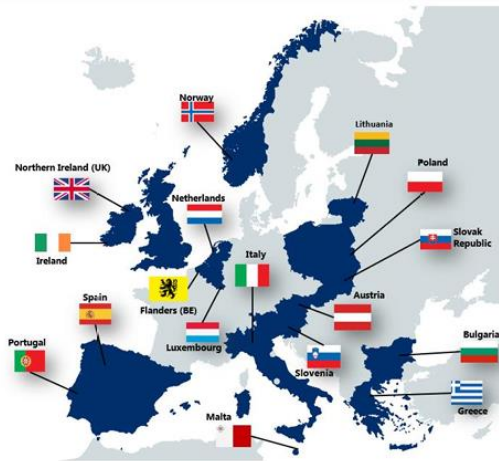 Norway
Lithuania
Northern Ireland (UK)
Poland
Netherlands
Slovak
Republic
Italy
Ireland
Flanders (BE)
Spain
Austria
Portugal
Luxembourg
Bulgaria
Slovenia
Greece
Malta